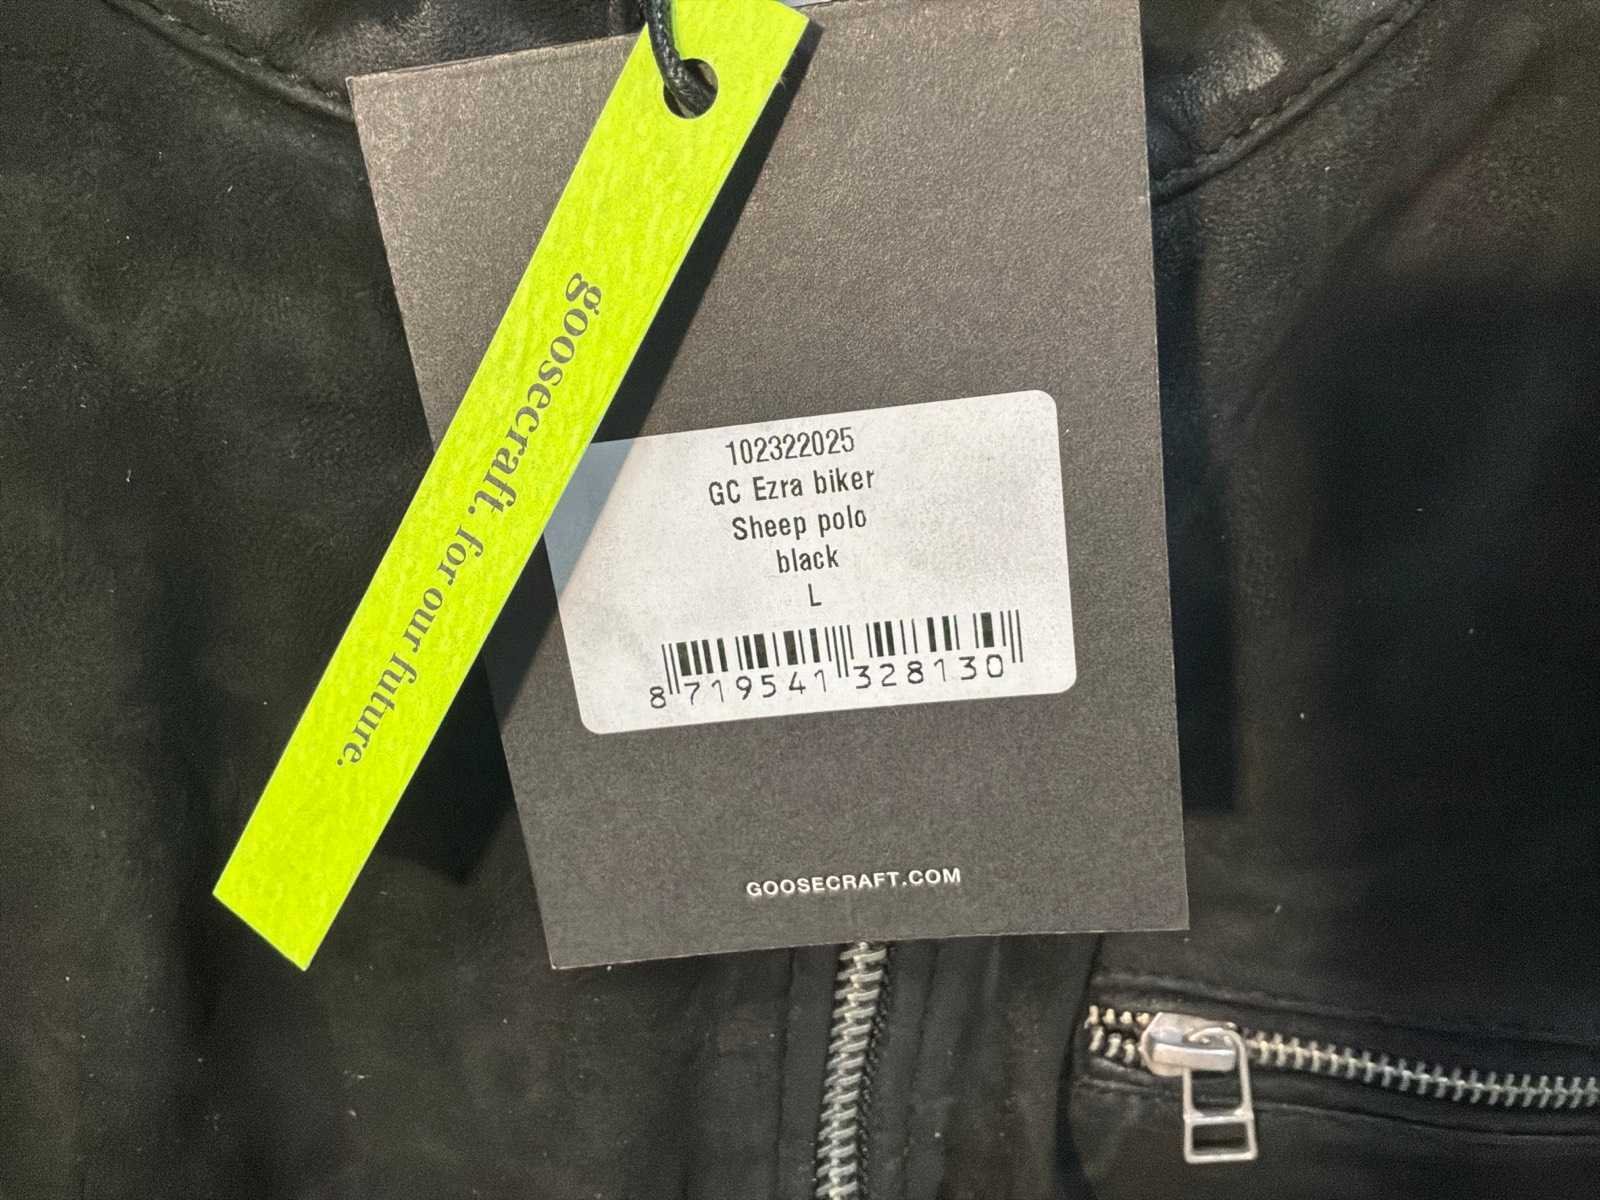 goosecraft. for our future.
102322025
GC Ezra biker
Sheep polo
black
L
8 719541 328130
GOOSECRAFT.COM